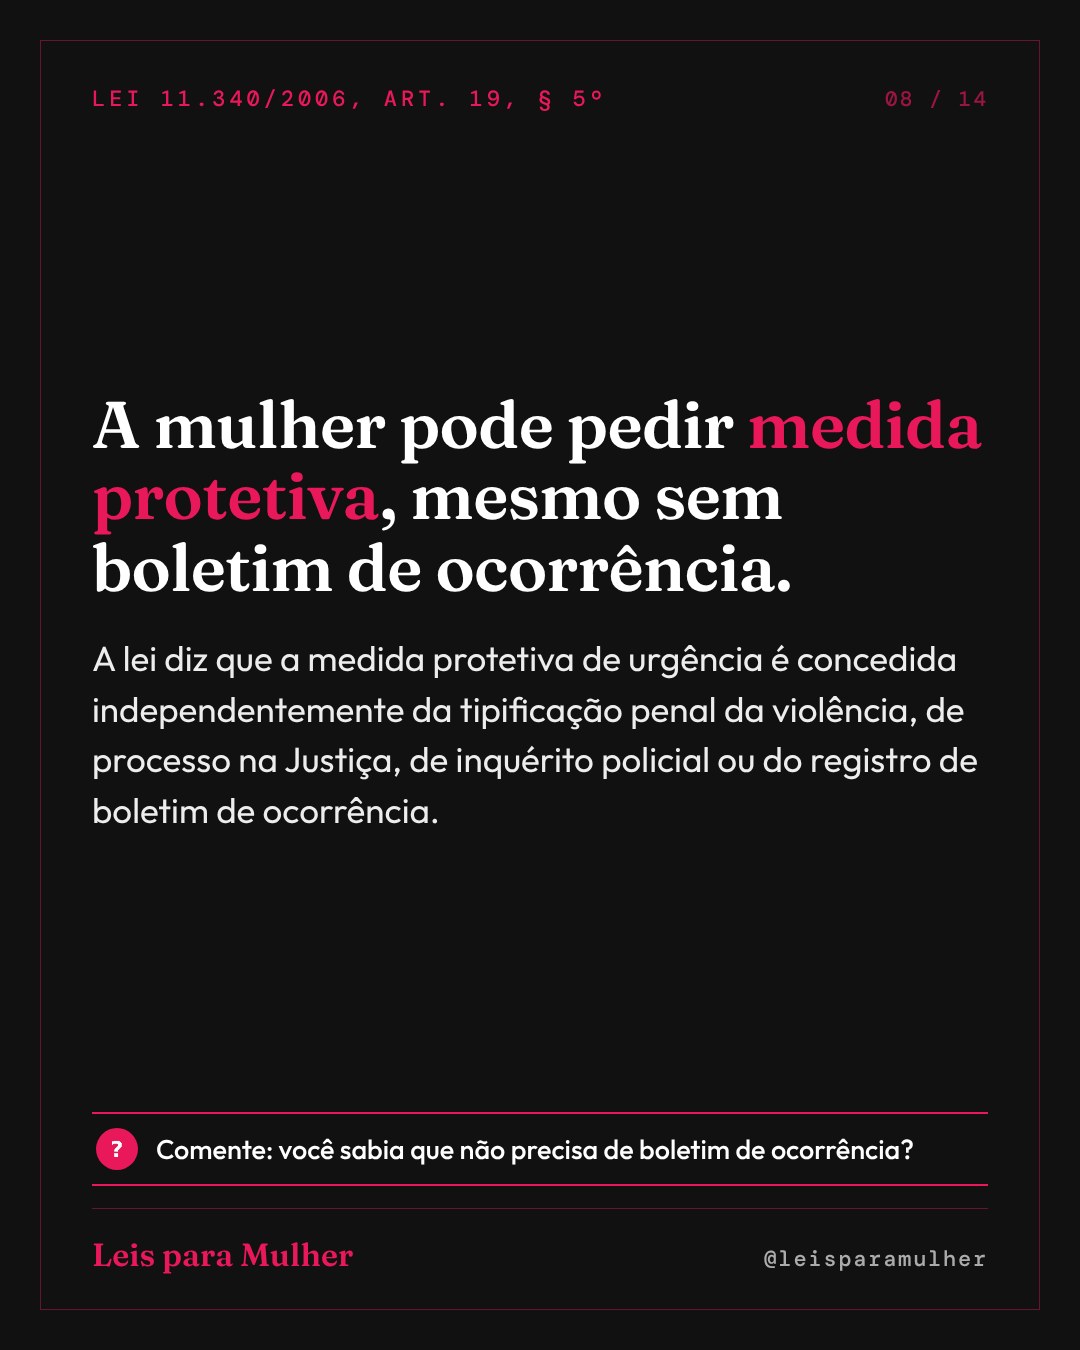 LEI 11.340/2006, ART. 19, § 5º
08 / 14
A mulher pode pedir medida
protetiva, mesmo sem
boletim de ocorrência.
A lei diz que a medida protetiva de urgência é concedida
independentemente da tipificação penal da violência, de
processo na Justiça, de inquérito policial ou do registro de
boletim de ocorrência.
? Comente: você sabia que não precisa de boletim de ocorrência?
Leis para Mulher
@leisparamulher